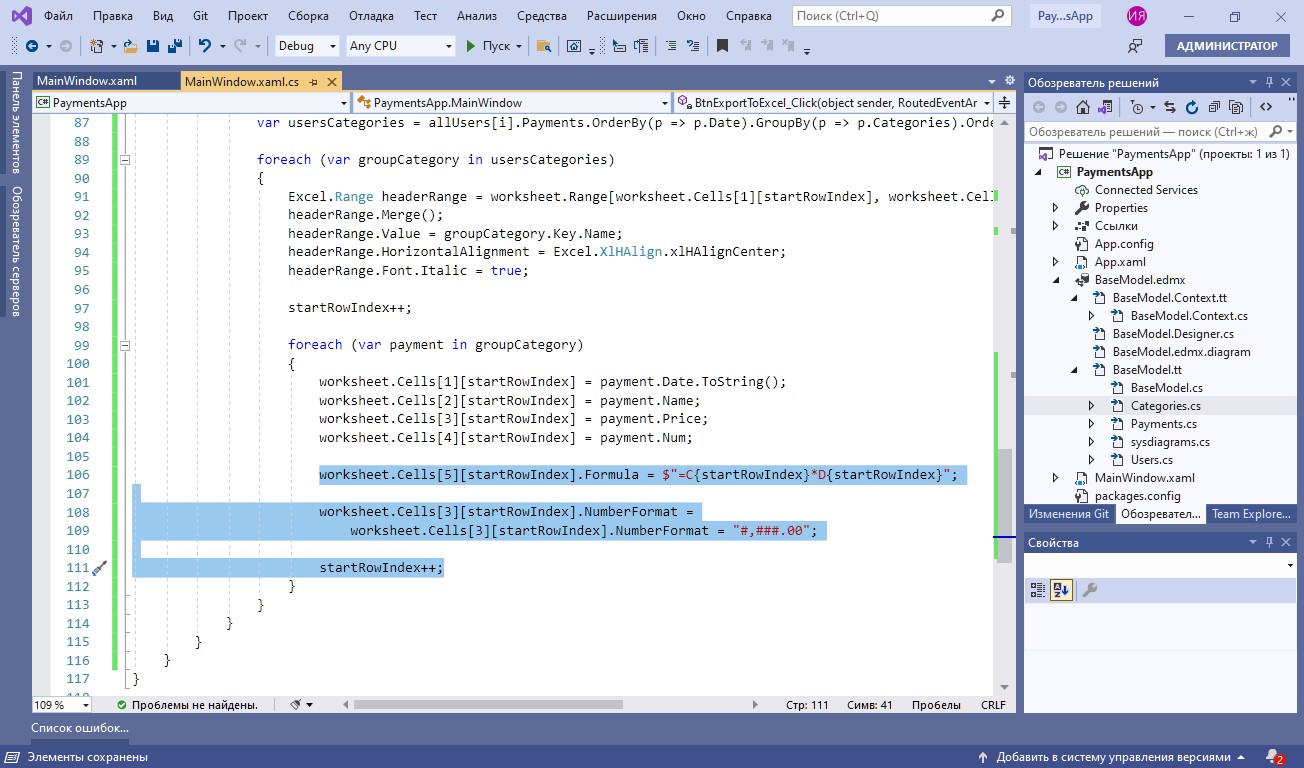 Файл Правка Вид Git Проект Сборка Отладка Тест Анализ Средства Расширения Окно Справка Поиск (Ctrl+Q) Pay...sApp ИЯ
Debug Any CPU Пуск АДМИНИСТРАТОР
Панель элементов
Обозреватель серверов
MainWindow.xaml MainWindow.xaml.cs
PaymentsApp PaymentsApp.MainWindow BtnExportToExcel_Click(object sender, RoutedEventAr
87 var usersCategories = allUsers[i].Payments.OrderBy(p => p.Date).GroupBy(p => p.Categories).Orde
88
89 foreach (var groupCategory in usersCategories)
90 {
91 Excel.Range headerRange = worksheet.Range[worksheet.Cells[1][startRowIndex], worksheet.Cell
92 headerRange.Merge();
93 headerRange.Value = groupCategory.Key.Name;
94 headerRange.HorizontalAlignment = Excel.XlHAlign.xlHAlignCenter;
95 headerRange.Font.Italic = true;
96
97 startRowIndex++;
98
99 foreach (var payment in groupCategory)
100 {
101 worksheet.Cells[1][startRowIndex] = payment.Date.ToString();
102 worksheet.Cells[2][startRowIndex] = payment.Name;
103 worksheet.Cells[3][startRowIndex] = payment.Price;
104 worksheet.Cells[4][startRowIndex] = payment.Num;
105
106 worksheet.Cells[5][startRowIndex].Formula = $"=C{startRowIndex}*D{startRowIndex}";
107
108 worksheet.Cells[3][startRowIndex].NumberFormat =
109 worksheet.Cells[3][startRowIndex].NumberFormat = "#,###.00";
110
111 startRowIndex++;
112 }
113 }
114 }
115 }
116 }
117 }
109 % Проблемы не найдены. Стр: 111 Симв: 41 Пробелы CRLF
Обозреватель решений
Обозреватель решений — поиск (Ctrl+ж)
Решение "PaymentsApp" (проекты: 1 из 1)
PaymentsApp
Connected Services
Properties
Ссылки
App.config
App.xaml
BaseModel.edmx
BaseModel.Context.tt
BaseModel.Context.cs
BaseModel.Designer.cs
BaseModel.edmx.diagram
BaseModel.tt
BaseModel.cs
Categories.cs
Payments.cs
sysdiagrams.cs
Users.cs
MainWindow.xaml
packages.config
Изменения Git Обозревател... Team Explore...
Свойства
Список ошибок...
Элементы сохранены Добавить в систему управления версиями 2